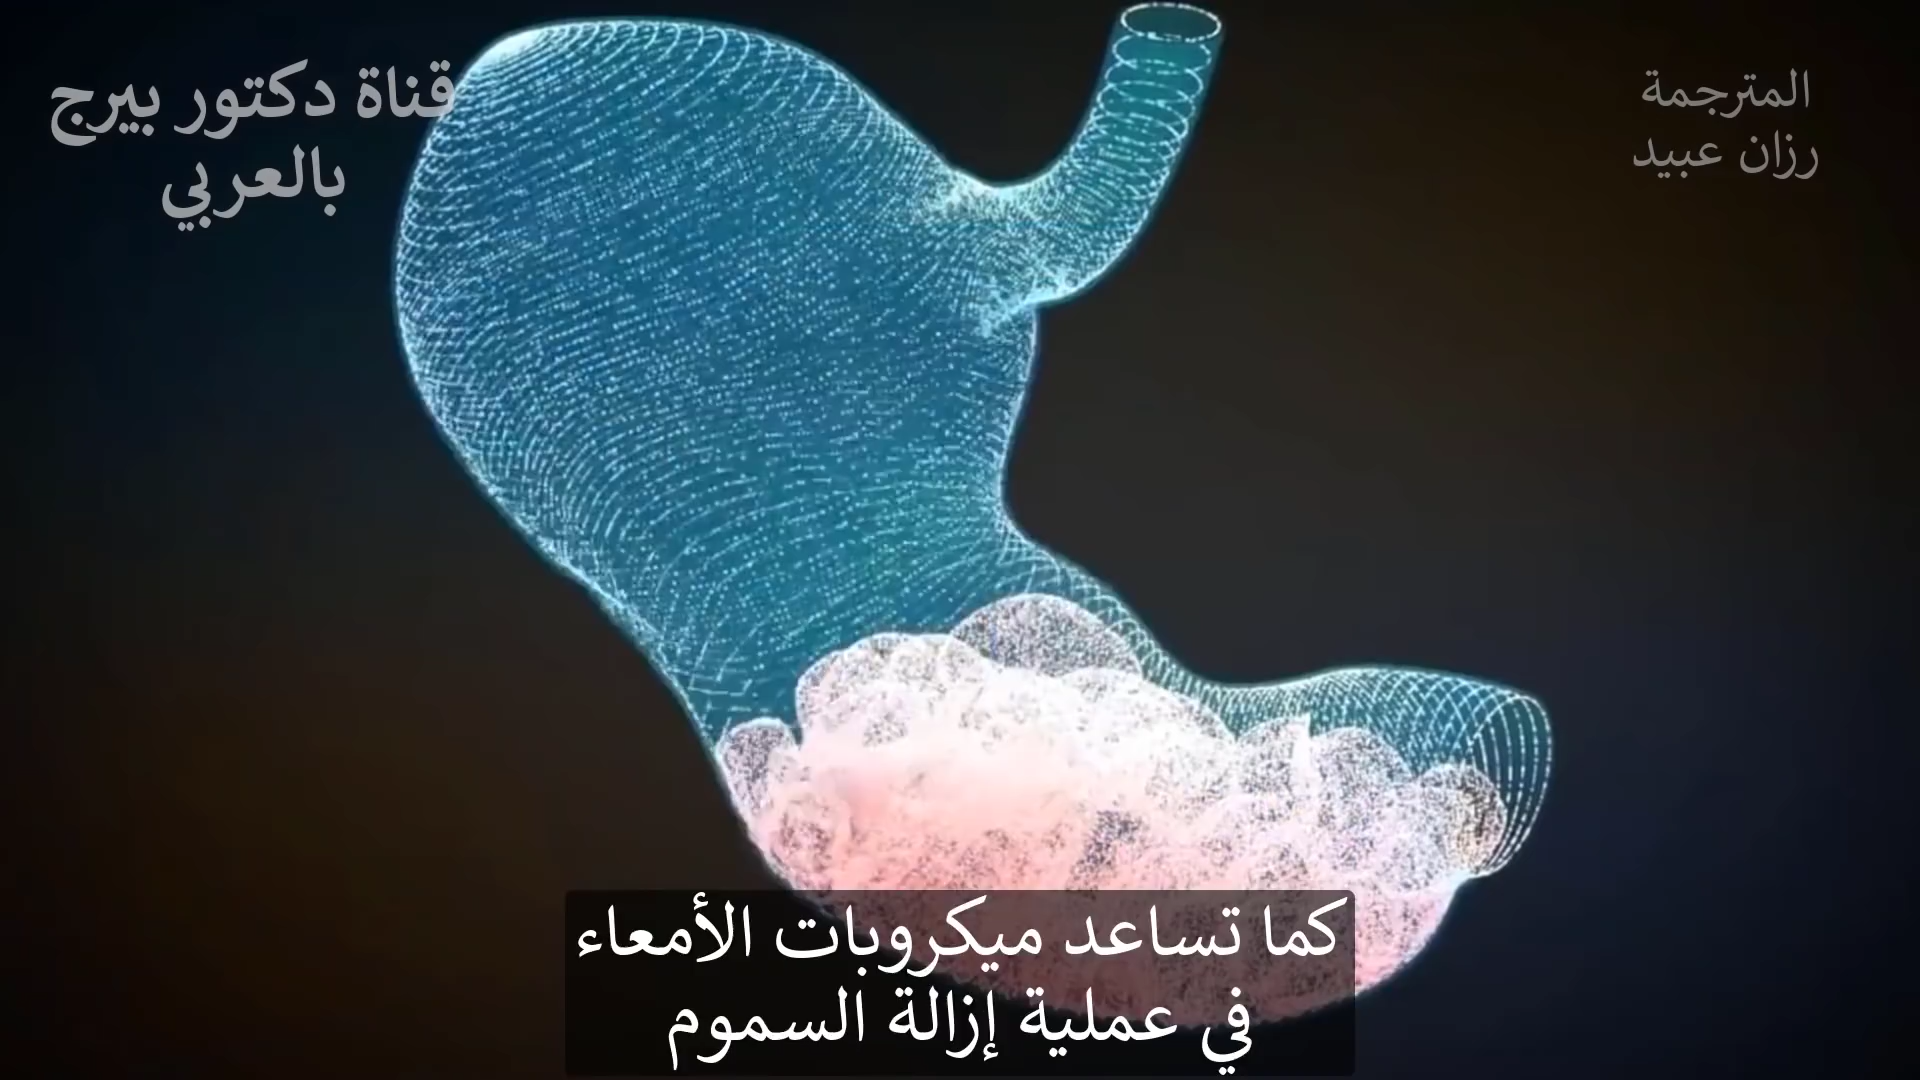 قناة دكتور بيرج
بالعربي
المترجمة
رزان عبيد
كما تساعد ميكروبات الأمعاء
في عملية إزالة السموم